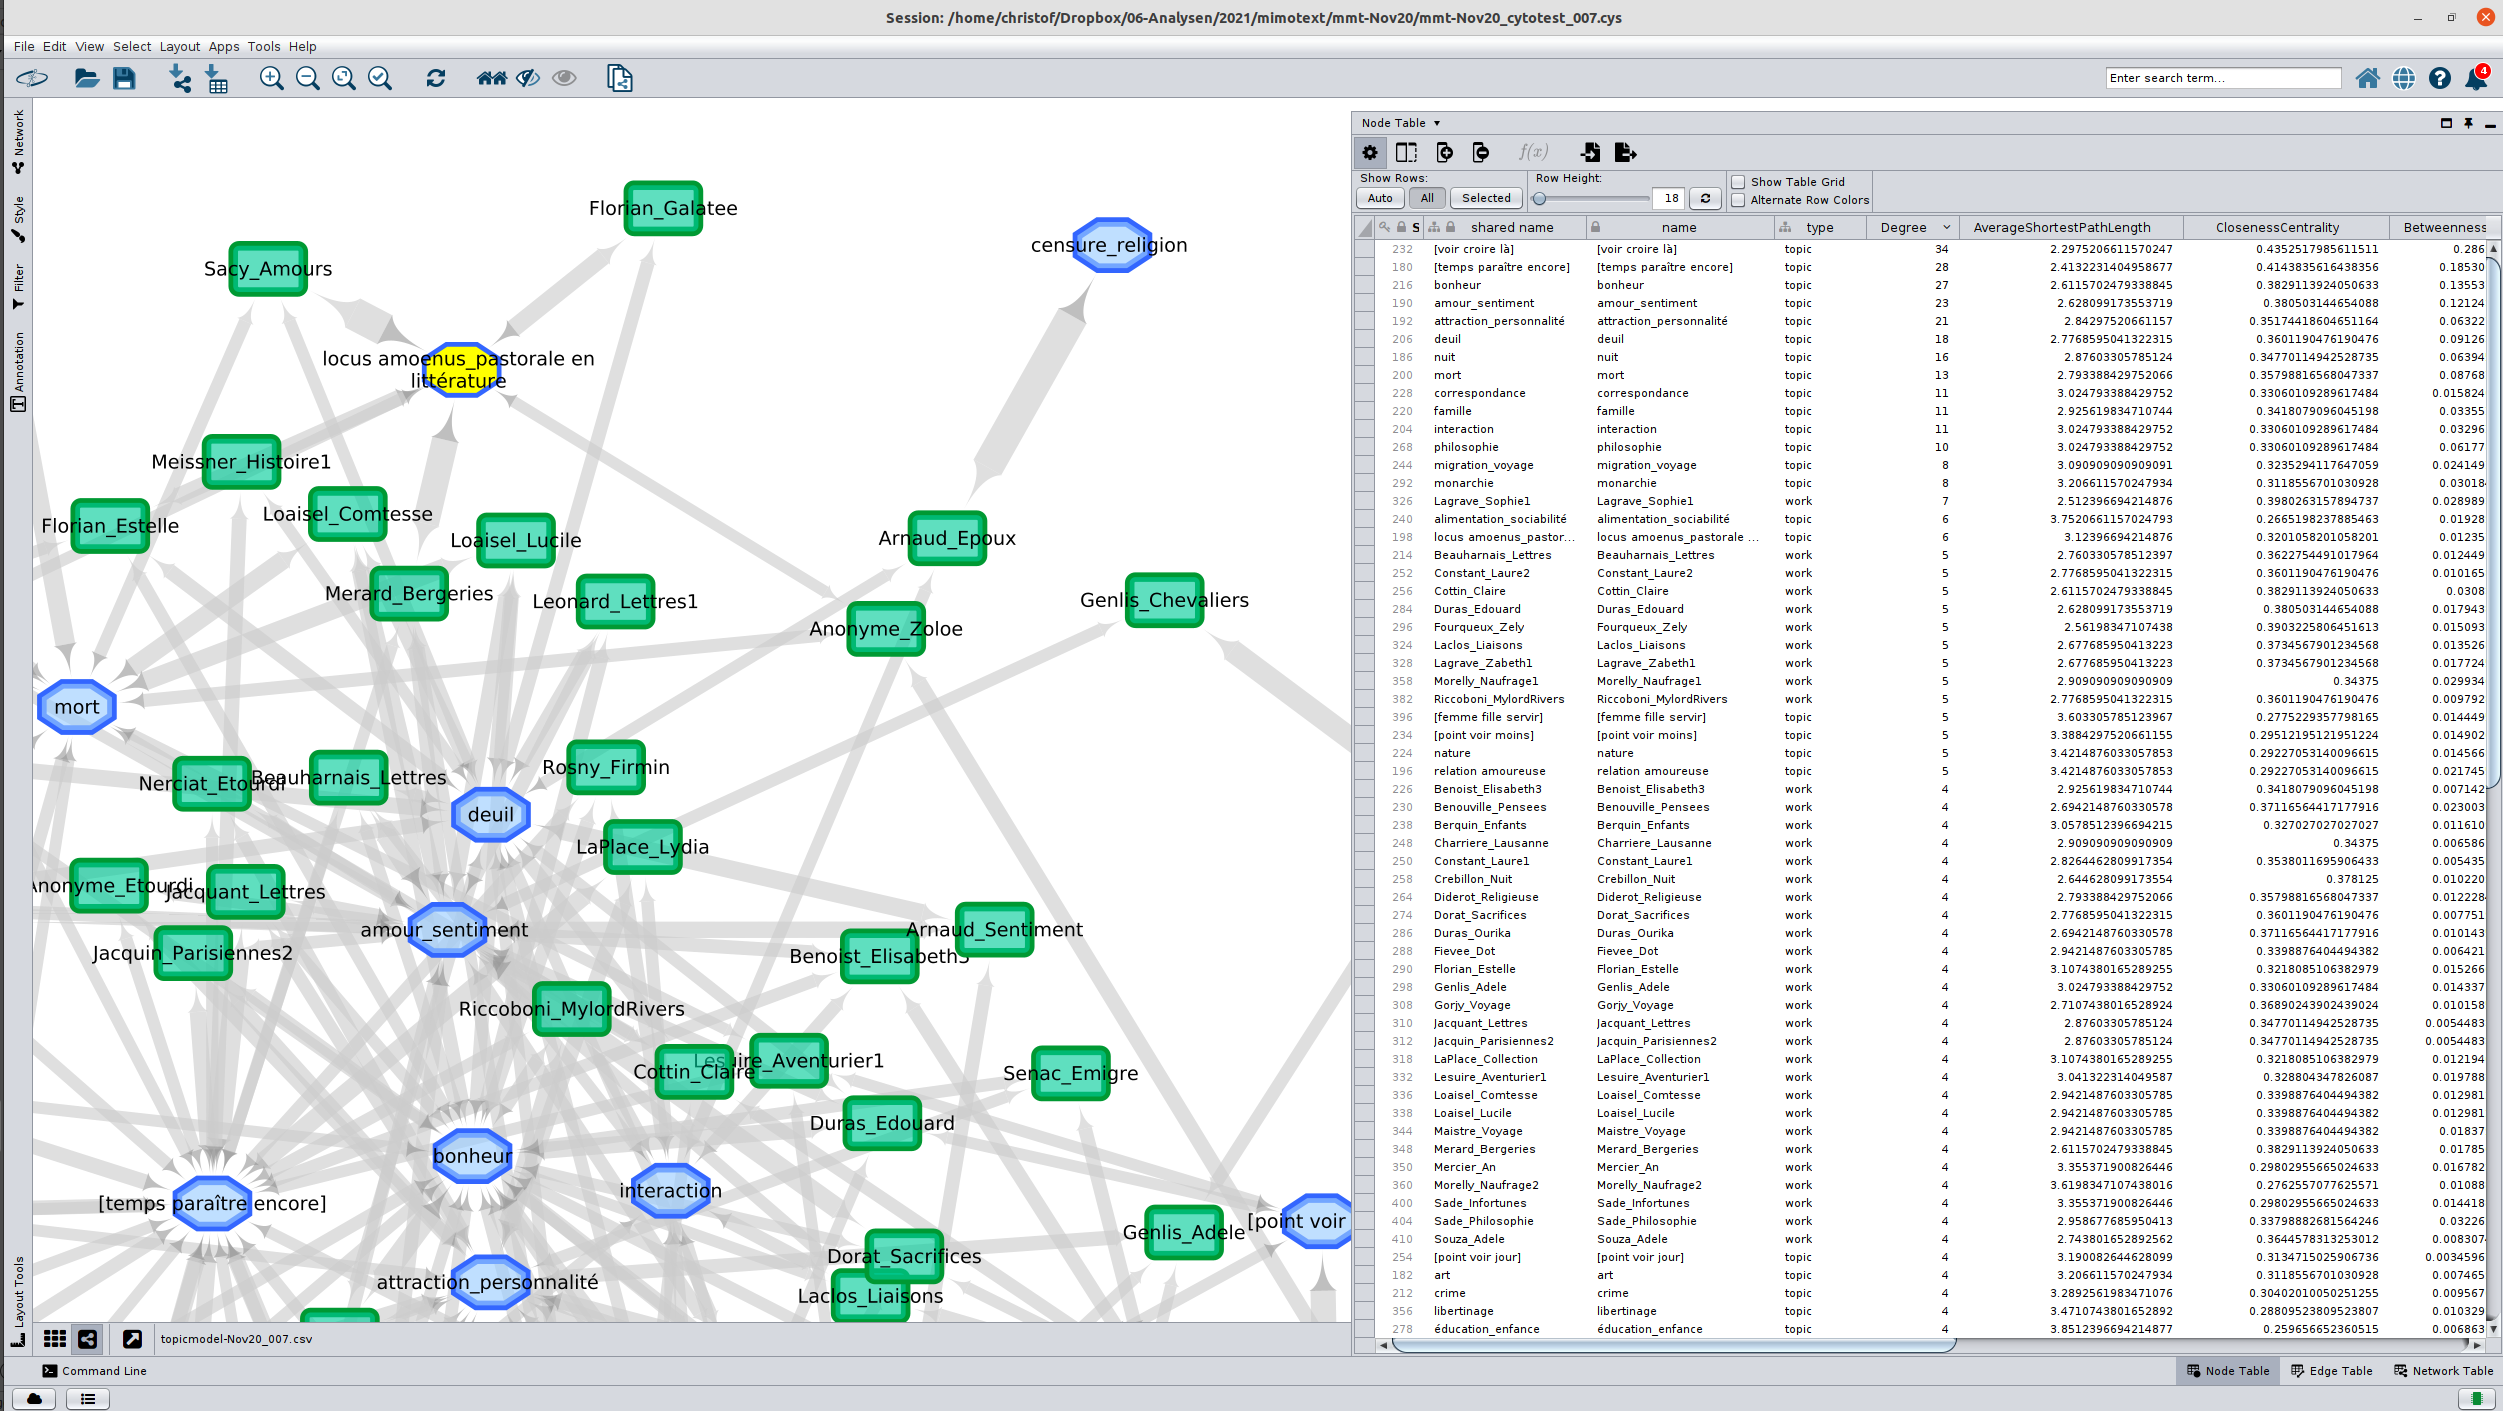 Session: /home/christof/Dropbox/06-Analysen/2021/mimotext/mmt-Nov20/mmt-Nov20_cytotest_007.cys
File Edit View Select Layout Apps Tools Help
Enter search term...
4
Network
Style
Filter
Annotation
Layout Tools
Florian_Galatee
censure_religion
Sacy_Amours
locus amoenus_pastorale en
littérature
Meissner_Histoire1
Loaisel_Comtesse
Florian_Estelle
Loaisel_Lucile
Arnaud_Epoux
Merard_Bergeries
Leonard_Lettres1
Genlis_Chevaliers
Anonyme_Zoloe
mort
Rosny_Firmin
Nerciat_Etourdi
Beauharnais_Lettres
deuil
LaPlace_Lydia
Anonyme_Etourdi
Jacquant_Lettres
amour_sentiment
Arnaud_Sentiment
Jacquin_Parisiennes2
Benoist_Elisabeth3
Riccoboni_MylordRivers
Lesuire_Aventurier1
Cottin_Claire
Senac_Emigre
Duras_Edouard
bonheur
interaction
[temps paraître encore]
[point voir
Genlis_Adele
Dorat_Sacrifices
attraction_personnalité
Laclos_Liaisons
topicmodel-Nov20_007.csv
Node Table
f(x)
Show Rows:
Auto All Selected
Row Height:
18
Show Table Grid
Alternate Row Colors
S shared name name type Degree AverageShortestPathLength ClosenessCentrality Betweenness
232 [voir croire là] [voir croire là] topic 34 2.2975206611570247 0.4352517985611511 0.286
180 [temps paraître encore] [temps paraître encore] topic 28 2.4132231404958677 0.4143835616438356 0.18530
216 bonheur bonheur topic 27 2.6115702479338845 0.3829113924050633 0.13553
190 amour_sentiment amour_sentiment topic 23 2.628099173553719 0.380503144654088 0.12124
192 attraction_personnalité attraction_personnalité topic 21 2.84297520661157 0.35174418604651164 0.06322
206 deuil deuil topic 18 2.7768595041322315 0.3601190476190476 0.09126
186 nuit nuit topic 16 2.87603305785124 0.34770114942528735 0.06394
200 mort mort topic 13 2.793388429752066 0.35798816568047337 0.08768
228 correspondance correspondance topic 11 3.024793388429752 0.33060109289617484 0.015824
220 famille famille topic 11 2.925619834710744 0.3418079096045198 0.03355
204 interaction interaction topic 11 3.024793388429752 0.33060109289617484 0.03296
268 philosophie philosophie topic 10 3.024793388429752 0.33060109289617484 0.06177
244 migration_voyage migration_voyage topic 8 3.090909090909091 0.3235294117647059 0.024149
292 monarchie monarchie topic 8 3.206611570247934 0.3118556701030928 0.03018
326 Lagrave_Sophie1 Lagrave_Sophie1 work 7 2.512396694214876 0.3980263157894737 0.028989
240 alimentation_sociabilité alimentation_sociabilité topic 6 3.7520661157024793 0.2665198237885463 0.01928
198 locus amoenus_pastor... locus amoenus_pastorale ... topic 6 3.12396694214876 0.3201058201058201 0.01235
214 Beauharnais_Lettres Beauharnais_Lettres work 5 2.760330578512397 0.3622754491017964 0.012449
252 Constant_Laure2 Constant_Laure2 work 5 2.7768595041322315 0.3601190476190476 0.010165
256 Cottin_Claire Cottin_Claire work 5 2.6115702479338845 0.3829113924050633 0.0308
284 Duras_Edouard Duras_Edouard work 5 2.628099173553719 0.380503144654088 0.017943
296 Fourqueux_Zely Fourqueux_Zely work 5 2.56198347107438 0.3903225806451613 0.015093
324 Laclos_Liaisons Laclos_Liaisons work 5 2.677685950413223 0.3734567901234568 0.013526
328 Lagrave_Zabeth1 Lagrave_Zabeth1 work 5 2.677685950413223 0.3734567901234568 0.017724
358 Morelly_Naufrage1 Morelly_Naufrage1 work 5 2.909090909090909 0.34375 0.029934
382 Riccoboni_MylordRivers Riccoboni_MylordRivers work 5 2.7768595041322315 0.3601190476190476 0.009792
396 [femme fille servir] [femme fille servir] topic 5 3.603305785123967 0.2775229357798165 0.014449
234 [point voir moins] [point voir moins] topic 5 3.3884297520661155 0.29512195121951224 0.014902
224 nature nature topic 5 3.4214876033057853 0.29227053140096615 0.014566
196 relation amoureuse relation amoureuse topic 5 3.4214876033057853 0.29227053140096615 0.021745
226 Benoist_Elisabeth3 Benoist_Elisabeth3 work 4 2.925619834710744 0.3418079096045198 0.007142
230 Benouville_Pensees Benouville_Pensees work 4 2.6942148760330578 0.37116564417177916 0.023003
238 Berquin_Enfants Berquin_Enfants work 4 3.0578512396694215 0.327027027027027 0.011610
248 Charriere_Lausanne Charriere_Lausanne work 4 2.909090909090909 0.34375 0.006586
250 Constant_Laure1 Constant_Laure1 work 4 2.8264462809917354 0.3538011695906433 0.005435
258 Crebillon_Nuit Crebillon_Nuit work 4 2.644628099173554 0.378125 0.010220
264 Diderot_Religieuse Diderot_Religieuse work 4 2.793388429752066 0.35798816568047337 0.012228
274 Dorat_Sacrifices Dorat_Sacrifices work 4 2.7768595041322315 0.3601190476190476 0.007751
286 Duras_Ourika Duras_Ourika work 4 2.6942148760330578 0.37116564417177916 0.010143
288 Fievee_Dot Fievee_Dot work 4 2.9421487603305785 0.33988764044943820 0.006421
290 Florian_Estelle Florian_Estelle work 4 3.1074380165289255 0.3218085106382979 0.015266
298 Genlis_Adele Genlis_Adele work 4 3.024793388429752 0.33060109289617484 0.014337
308 Gorjy_Voyage Gorjy_Voyage work 4 2.7107438016528924 0.36890243902439024 0.010158
310 Jacquant_Lettres Jacquant_Lettres work 4 2.87603305785124 0.34770114942528735 0.0054483
312 Jacquin_Parisiennes2 Jacquin_Parisiennes2 work 4 2.87603305785124 0.34770114942528735 0.0054483
318 LaPlace_Collection LaPlace_Collection work 4 3.1074380165289255 0.3218085106382979 0.012194
332 Lesuire_Aventurier1 Lesuire_Aventurier1 work 4 3.041322314049587 0.328804347826087 0.019788
336 Loaisel_Comtesse Loaisel_Comtesse work 4 2.9421487603305785 0.3398876404494382 0.012981
338 Loaisel_Lucile Loaisel_Lucile work 4 2.9421487603305785 0.3398876404494382 0.012981
344 Maistre_Voyage Maistre_Voyage work 4 2.9421487603305785 0.3398876404494382 0.01837
348 Merard_Bergeries Merard_Bergeries work 4 2.6115702479338845 0.3829113924050633 0.01785
350 Mercier_An Mercier_An work 4 3.355371900826446 0.29802955665024633 0.016782
360 Morelly_Naufrage2 Morelly_Naufrage2 work 4 3.6198347107438016 0.2762557077625571 0.01088
400 Sade_Infortunes Sade_Infortunes work 4 3.355371900826446 0.29802955665024633 0.014418
404 Sade_Philosophie Sade_Philosophie work 4 2.958677685950413 0.33798882681564246 0.03226
410 Souza_Adele Souza_Adele work 4 2.743801652892562 0.3644578313253012 0.008307
254 [point voir jour] [point voir jour] topic 4 3.190082644628099 0.3134715025906736 0.0034596
182 art art topic 4 3.206611570247934 0.3118556701030928 0.007465
212 crime crime topic 4 3.2892561983471076 0.30402010050251255 0.009567
356 libertinage libertinage topic 4 3.4710743801652892 0.28809523809523807 0.010329
278 éducation_enfance éducation_enfance topic 4 3.8512396694214877 0.259656652360515 0.006863
Command Line
Node Table Edge Table Network Table